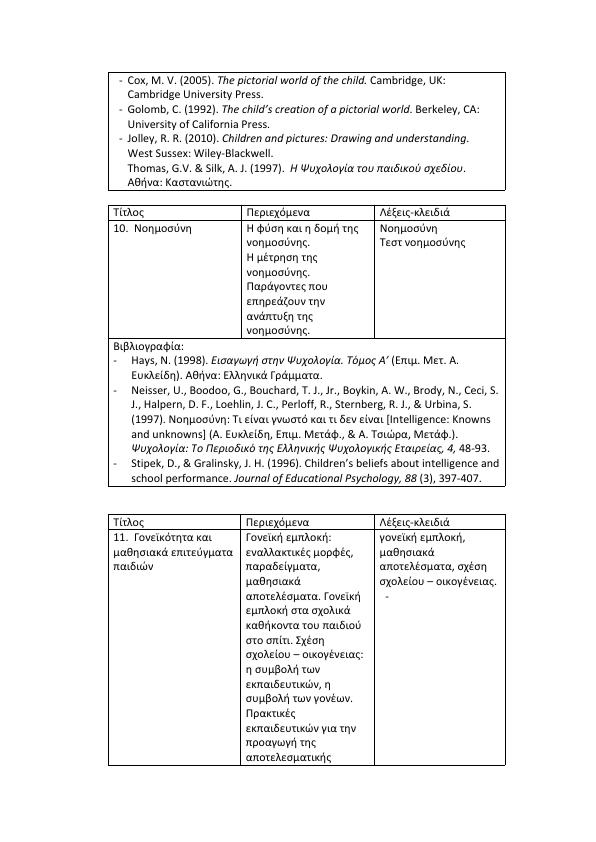 - Cox, M. V. (2005). The pictorial world of the child. Cambridge, UK:
Cambridge University Press.
- Golomb, C. (1992). The child's creation of a pictorial world. Berkeley, CA:
University of California Press.
- Jolley, R. R. (2010). Children and pictures: Drawing and understanding.
West Sussex: Wiley-Blackwell.
Thomas, G.V. & Silk, A. J. (1997). Η Ψυχολογία του παιδικού σχεδίου.
Αθήνα: Καστανιώτης.
Τίτλος Περιεχόμενα Λέξεις-κλειδιά
10. Νοημοσύνη
Η φύση και η δομή της
νοημοσύνης.
Η μέτρηση της
νοημοσύνης.
Παράγοντες που
επηρεάζουν την
ανάπτυξη της
νοημοσύνης.
Νοημοσύνη
Τεστ νοημοσύνης
Βιβλιογραφία:
- Hays, N. (1998). Εισαγωγή στην Ψυχολογία. Τόμος Α’ (Επιμ. Μετ. Α.
Ευκλείδη). Αθήνα: Ελληνικά Γράμματα.
- Neisser, U., Boodoo, G., Bouchard, T. J., Jr., Boykin, A. W., Brody, N., Ceci, S.
J., Halpern, D. F., Loehlin, J. C., Perloff, R., Sternberg, R. J., & Urbina, S.
(1997). Νοημοσύνη: Τι είναι γνωστό και τι δεν είναι [Intelligence: Knowns
and unknowns] (Α. Ευκλείδη, Επιμ. Μετάφ., & Α. Τσιώρα, Μετάφ.).
Ψυχολογία: Το Περιοδικό της Ελληνικής Ψυχολογικής Εταιρείας, 4, 48-93.
- Stipek, D., & Gralinsky, J. H. (1996). Children’s beliefs about intelligence and
school performance. Journal of Educational Psychology, 88 (3), 397-407.
Τίτλος Περιεχόμενα Λέξεις-κλειδιά
11. Γονεϊκότητα και
μαθησιακά επιτεύγματα
παιδιών
Γονεϊκή εμπλοκή:
εναλλακτικές μορφές,
παραδείγματα,
μαθησιακά
αποτελέσματα. Γονεϊκή
εμπλοκή στα σχολικά
καθήκοντα του παιδιού
στο σπίτι. Σχέση
σχολείου – οικογένειας:
η συμβολή των
εκπαιδευτικών, η
συμβολή των γονέων.
Πρακτικές
εκπαιδευτικών για την
προαγωγή της
αποτελεσματικής
γονεϊκή εμπλοκή,
μαθησιακά
αποτελέσματα, σχέση
σχολείου – οικογένειας.
-